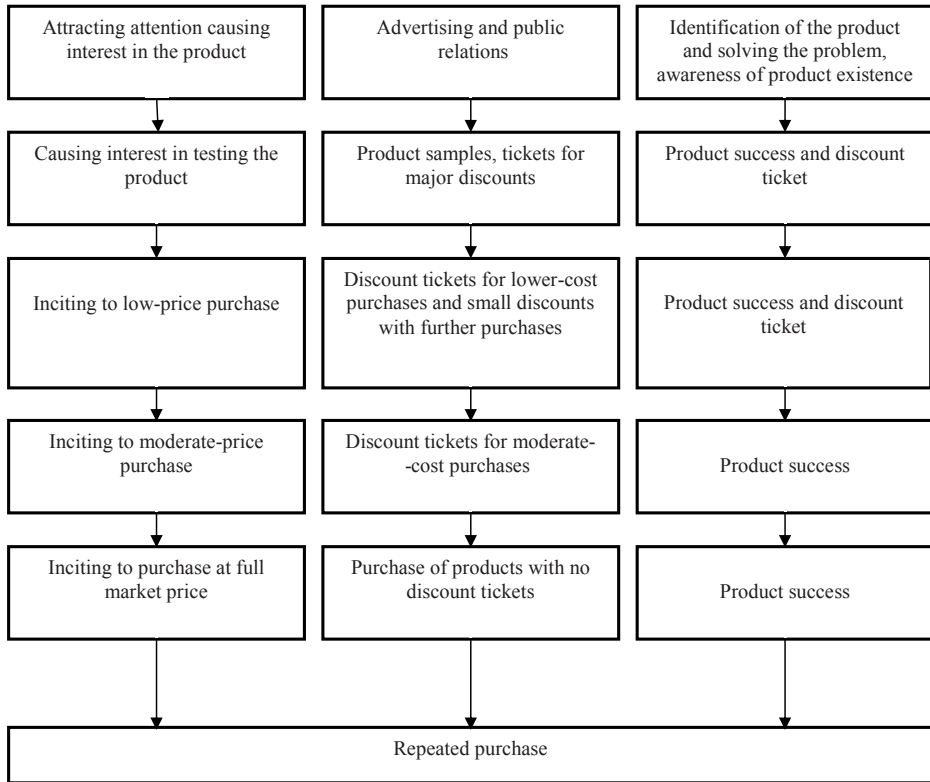 Attracting attention causing
interest in the product
Advertising and public
relations
Identification of the product
and solving the problem,
awareness of product existence
Causing interest in testing the
product
Product samples, tickets for
major discounts
Product success and discount
ticket
Inciting to low-price purchase
Discount tickets for lower-cost
purchases and small discounts
with further purchases
Product success and discount
ticket
Inciting to moderate-price
purchase
Discount tickets for moderate-
-cost purchases
Product success
Inciting to purchase at full
market price
Purchase of products with no
discount tickets
Product success
Repeated purchase